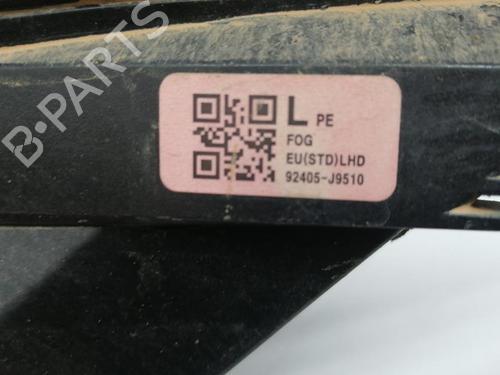 L PE
FOG
EU(STD)LHD
92405-J9510
B-PARTS